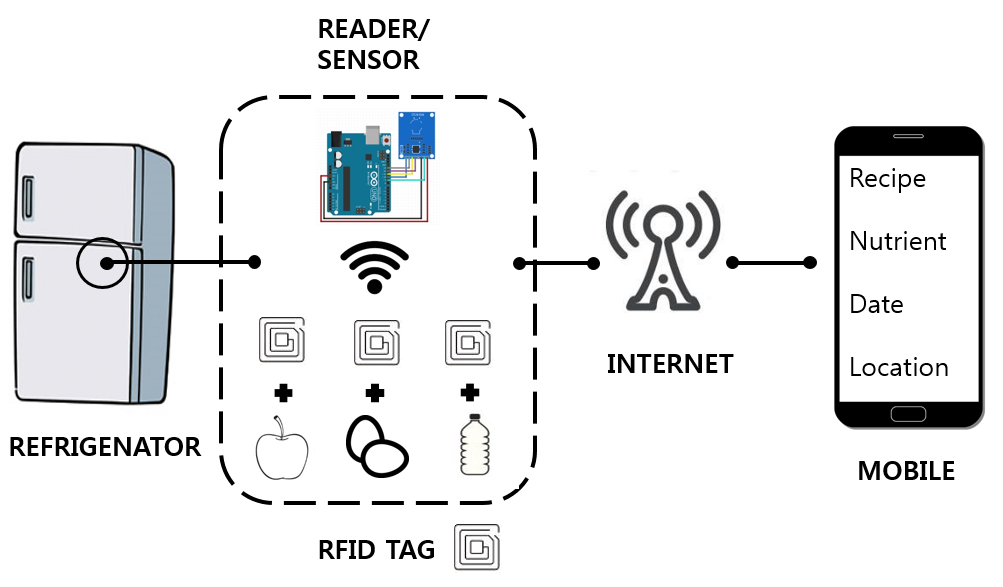 READER/
SENSOR
REFRIGENATOR
RFID TAG
INTERNET
Recipe
Nutrient
Date
Location
MOBILE